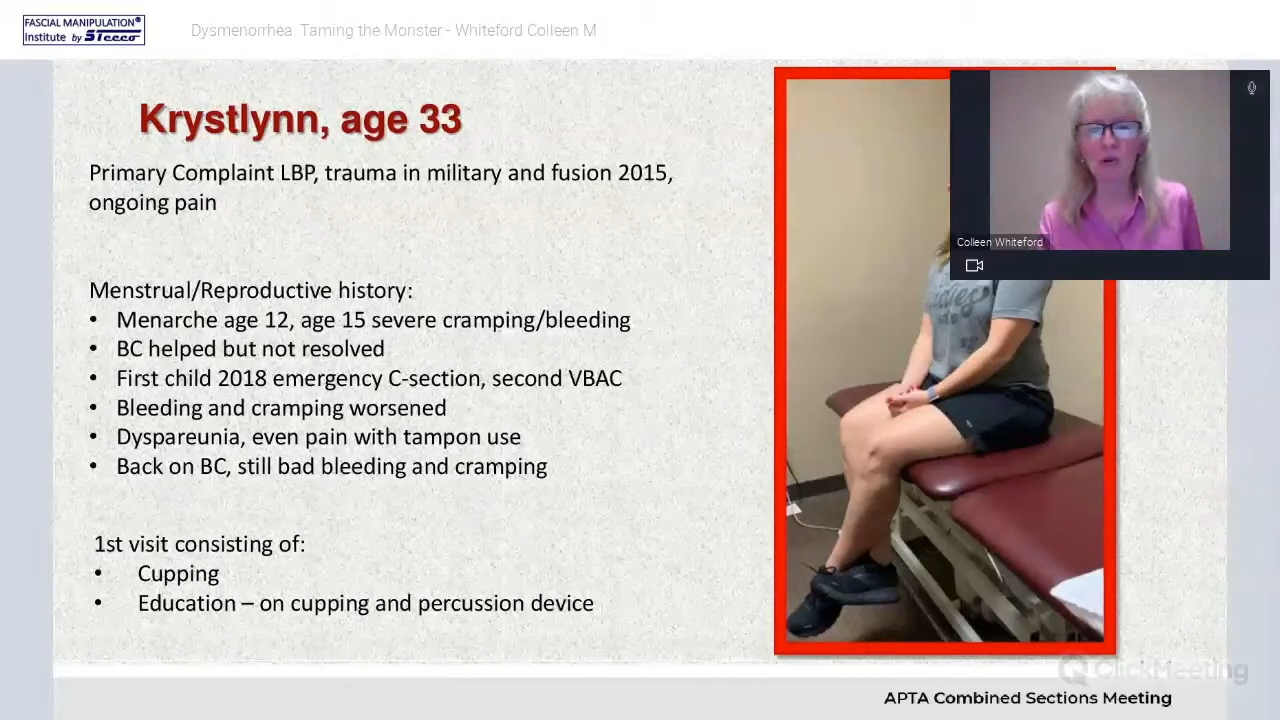 FASCIAL MANIPULATION®
Institute by Stecco
Dysmenorrhea. Taming the Monster - Whiteford Colleen M
Krystlynn, age 33
Primary Complaint LBP, trauma in military and fusion 2015,
ongoing pain
Colleen Whiteford
Menstrual/Reproductive history:
• Menarche age 12, age 15 severe cramping/bleeding
• BC helped but not resolved
• First child 2018 emergency C-section, second VBAC
• Bleeding and cramping worsened
• Dyspareunia, even pain with tampon use
• Back on BC, still bad bleeding and cramping
1st visit consisting of:
• Cupping
• Education – on cupping and percussion device
ClickMeeting
APTA Combined Sections Meeting